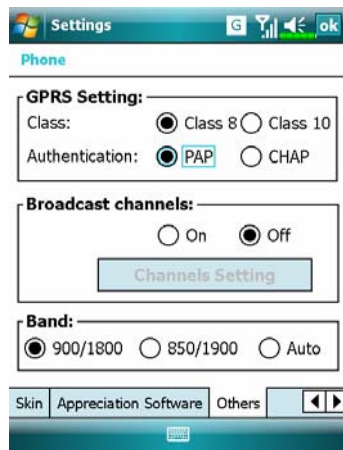 Settings G ok
Phone
GPRS Setting:
Class: Class 8 Class 10
Authentication: PAP CHAP
Broadcast channels:
On Off
Channels Setting
Band:
900/1800 850/1900 Auto
Skin Appreciation Software Others